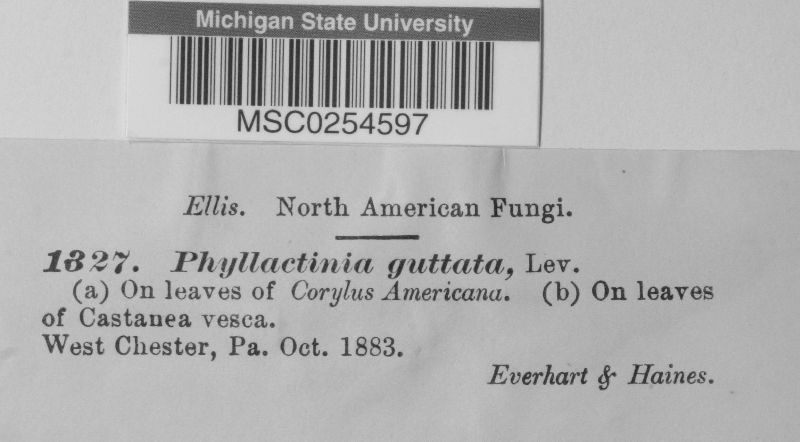 Michigan State University
MSC0254597
Ellis. North American Fungi.
1327. Phyllactinia guttata, Lev.
(a) On leaves of Corylus Americana. (b) On leaves
of Castanea vesca.
West Chester, Pa. Oct. 1883.
Everhart & Haines.